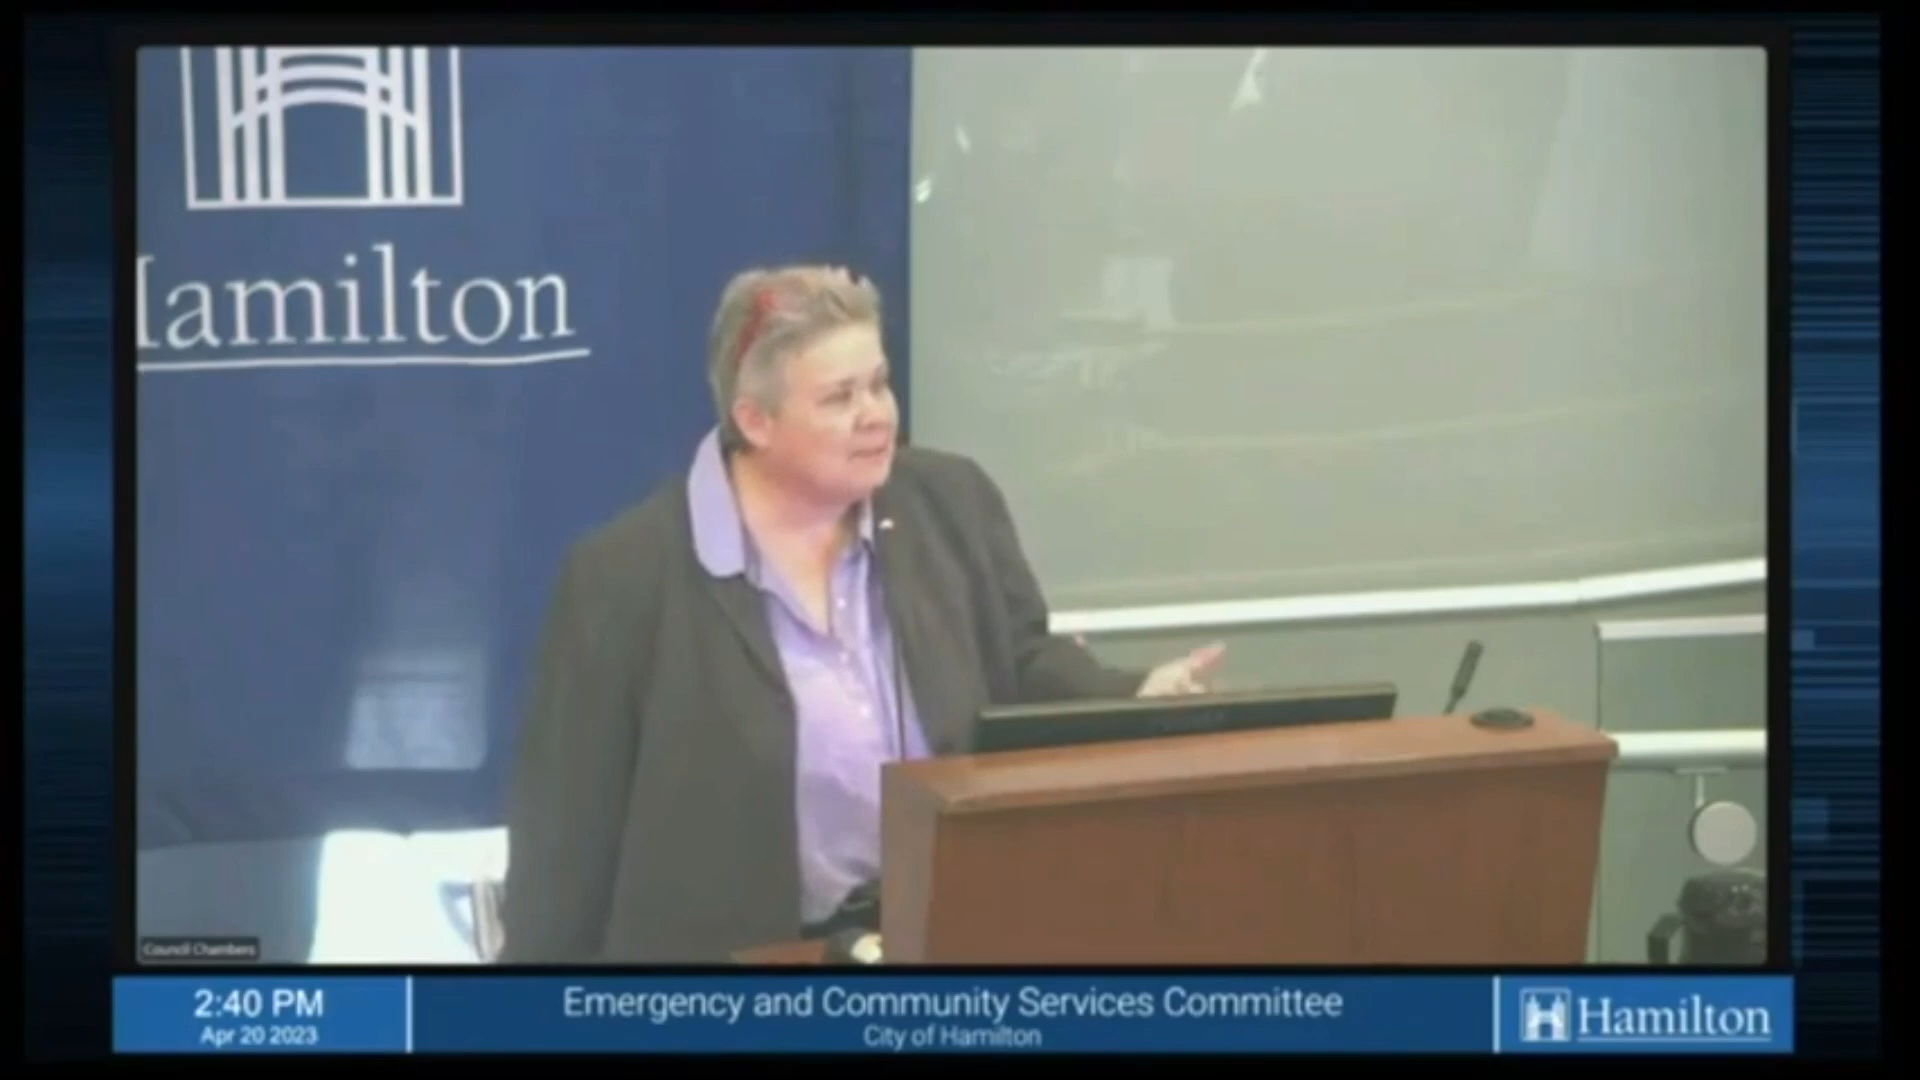 Hamilton
Council Chambers
2:40 PM
Apr 20 2023
Emergency and Community Services Committee
City of Hamilton
Hamilton